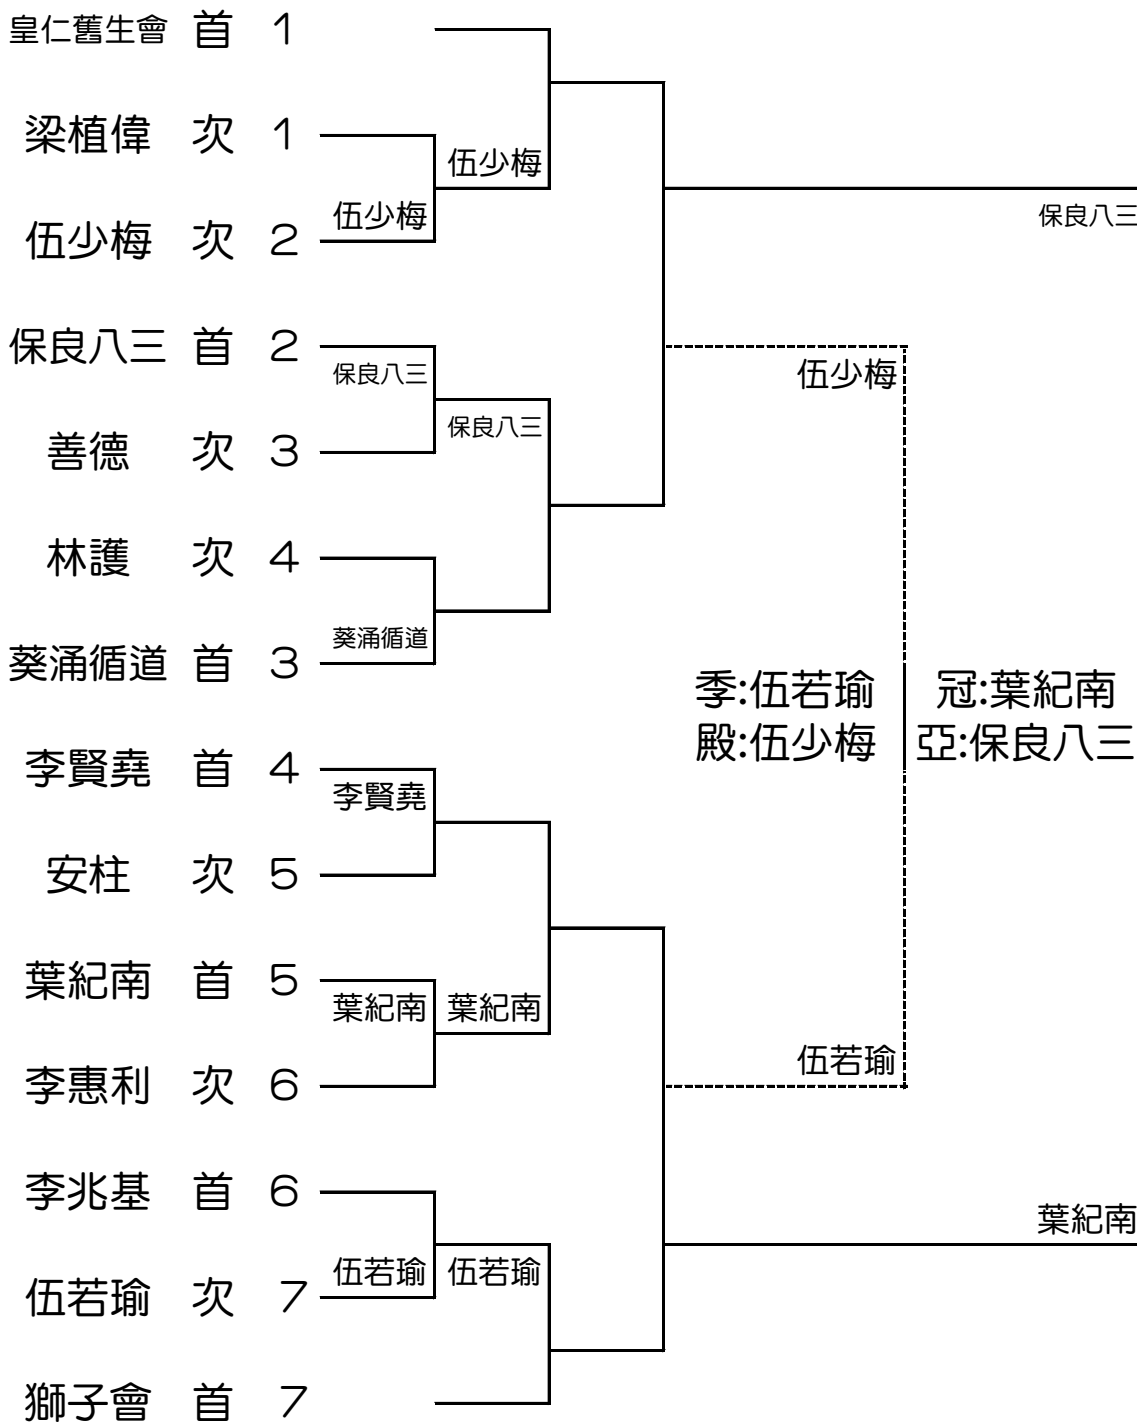 皇仁舊生會 首 1
梁植偉 次 1
伍少梅
伍少梅
伍少梅 次 2
保良八三
保良八三 首 2
保良八三
伍少梅
保良八三
善德 次 3
林護 次 4
葵涌循道
葵涌循道 首 3
季:伍若瑜 冠:葉紀南
殿:伍少梅 亞:保良八三
李賢堯 首 4
李賢堯
安柱 次 5
葉紀南 首 5
葉紀南 葉紀南
伍若瑜
李惠利 次 6
李兆基 首 6
葉紀南
伍若瑜 伍若瑜
伍若瑜 次 7
獅子會 首 7